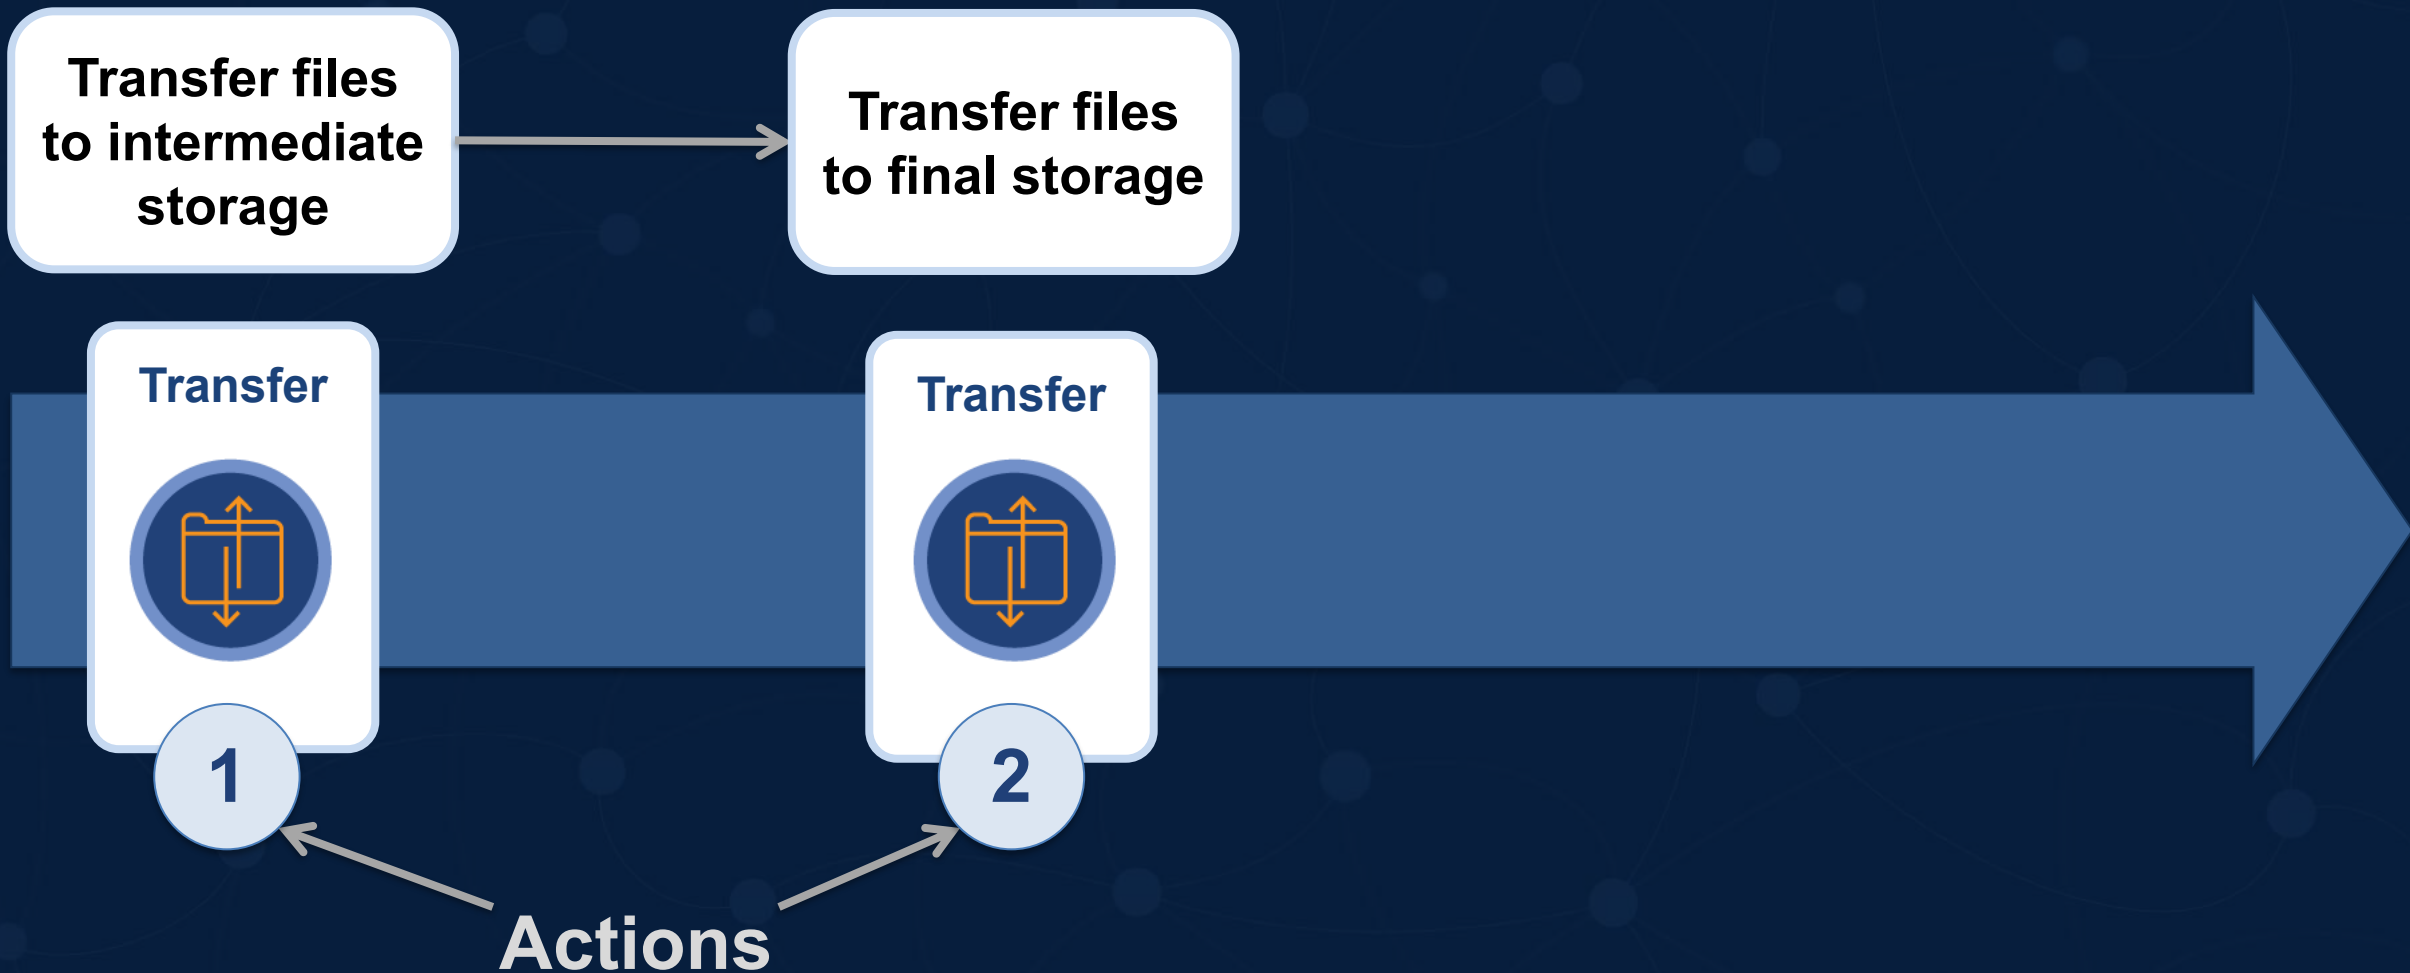 Transfer files
to intermediate
storage
Transfer files
to final storage
Transfer
Transfer
1
2
Actions